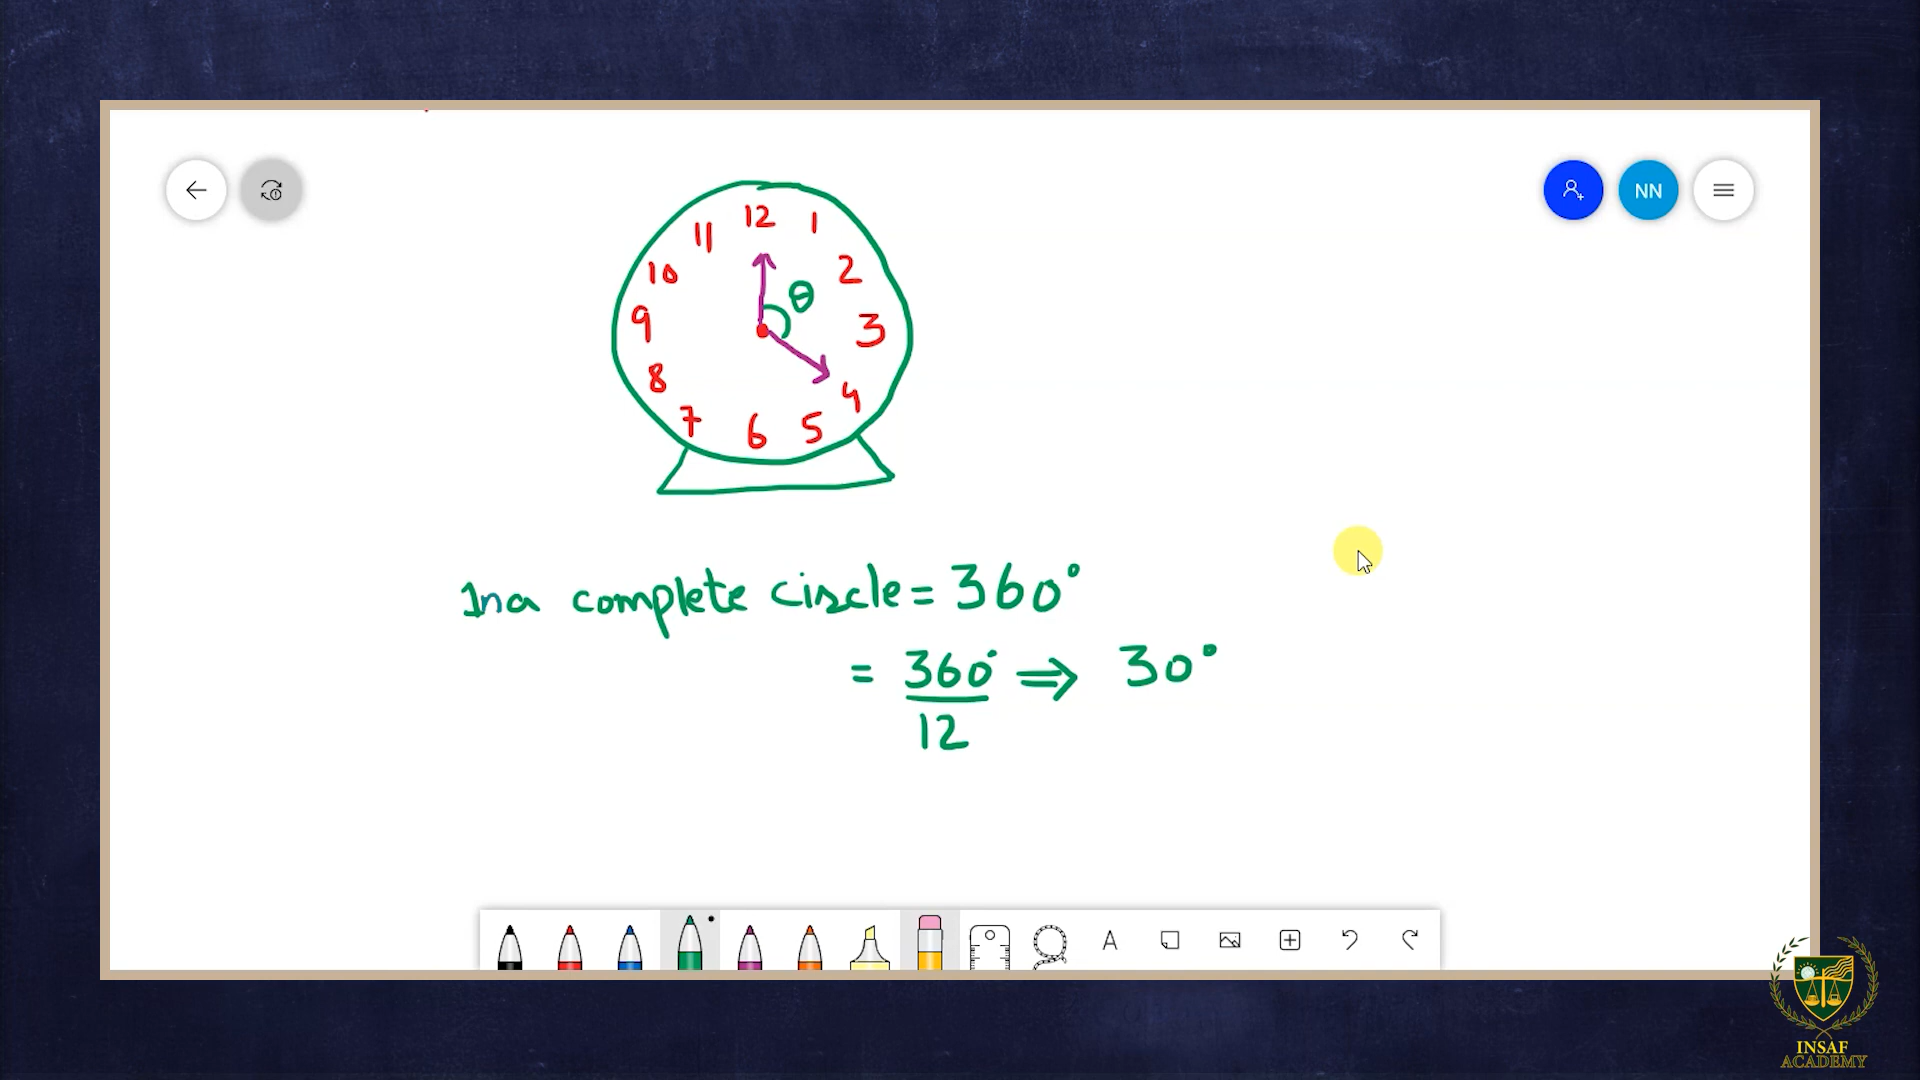 NN
12
11 1
10 2
θ
9 3
8 4
7 6 5
In a complete circle = 360°
= 360° ⇒ 30°
12
A
INSAF
ACADEMY